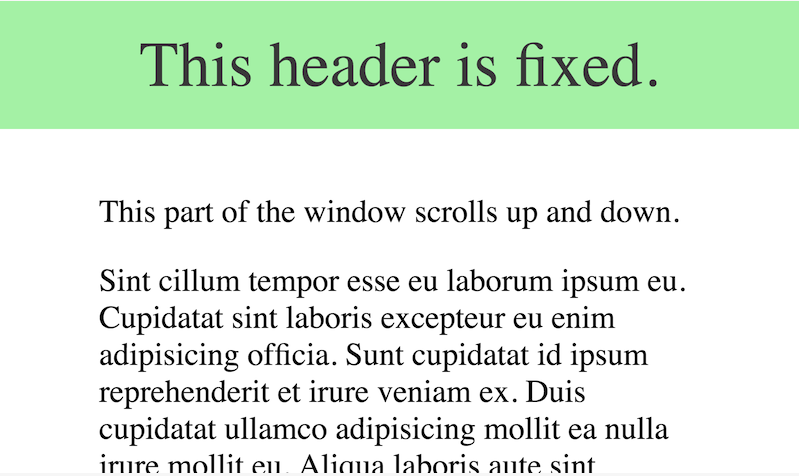 This header is fixed.
This part of the window scrolls up and down.
Sint cillum tempor esse eu laborum ipsum eu.
Cupidatat sint laboris excepteur eu enim
adipisicing officia. Sunt cupidatat id ipsum
reprehenderit et irure veniam ex. Duis
cupidatat ullamco adipisicing mollit ea nulla
irure mollit eu. Aliqua laboris aute sint